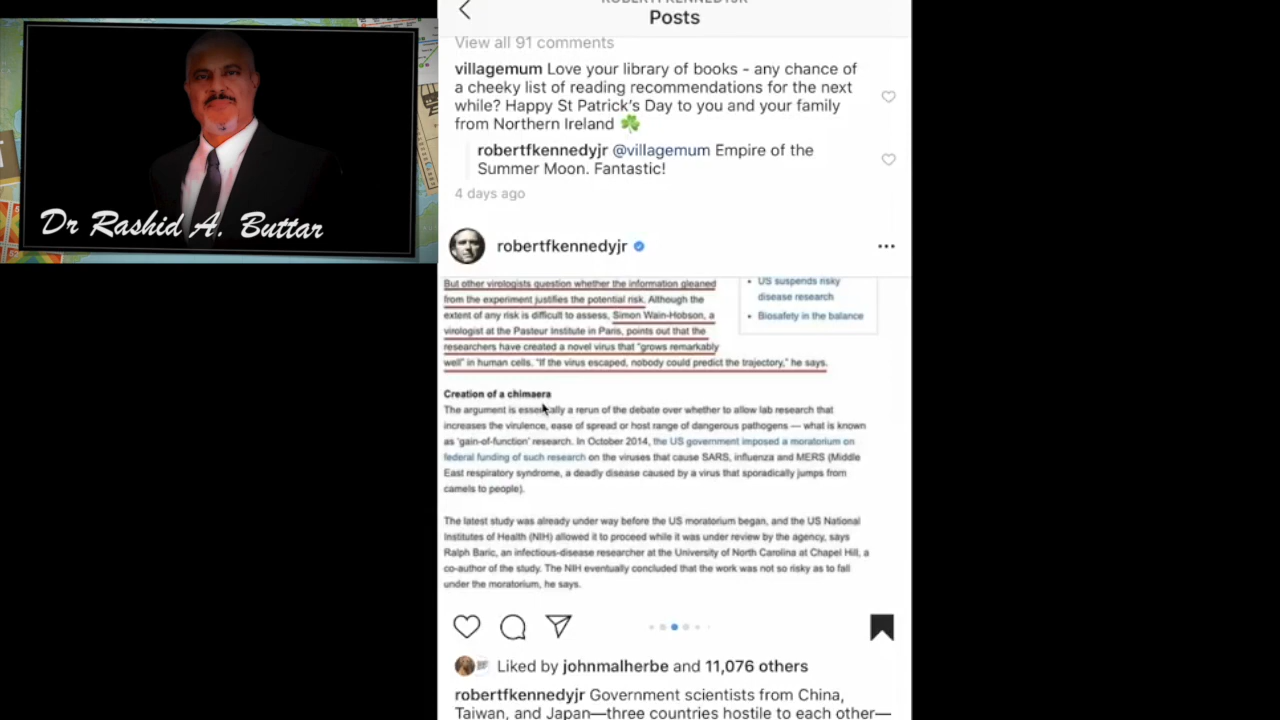 Dr Rashid A. Buttar
Posts
View all 91 comments
villagemum Love your library of books - any chance of
a cheeky list of reading recommendations for the next
while? Happy St Patrick's Day to you and your family
from Northern Ireland ☘️
robertfkennedyjr @villagemum Empire of the
Summer Moon. Fantastic!
4 days ago
robertfkennedyjr
But other virologists question whether the information gleaned
from the experiment justifies the potential risk. Although the
extent of any risk is difficult to assess, Simon Wain-Hobson, a
virologist at the Pasteur Institute in Paris, points out that the
researchers have created a novel virus that "grows remarkably
well" in human cells. "If the virus escaped, nobody could predict the trajectory," he says.
• US suspends risky
disease research
• Biosafety in the balance
Creation of a chimaera
The argument is essentially a rerun of the debate over whether to allow lab research that
increases the virulence, ease of spread or host range of dangerous pathogens — what is known
as 'gain-of-function' research. In October 2014, the US government imposed a moratorium on
federal funding of such research on the viruses that cause SARS, influenza and MERS (Middle
East respiratory syndrome, a deadly disease caused by a virus that sporadically jumps from
camels to people).
The latest study was already under way before the US moratorium began, and the US National
Institutes of Health (NIH) allowed it to proceed while it was under review by the agency, says
Ralph Baric, an infectious-disease researcher at the University of North Carolina at Chapel Hill, a
co-author of the study. The NIH eventually concluded that the work was not so risky as to fall
under the moratorium, he says.
Liked by johnmalherbe and 11,076 others
robertfkennedyjr Government scientists from China,
Taiwan, and Japan—three countries hostile to each other—